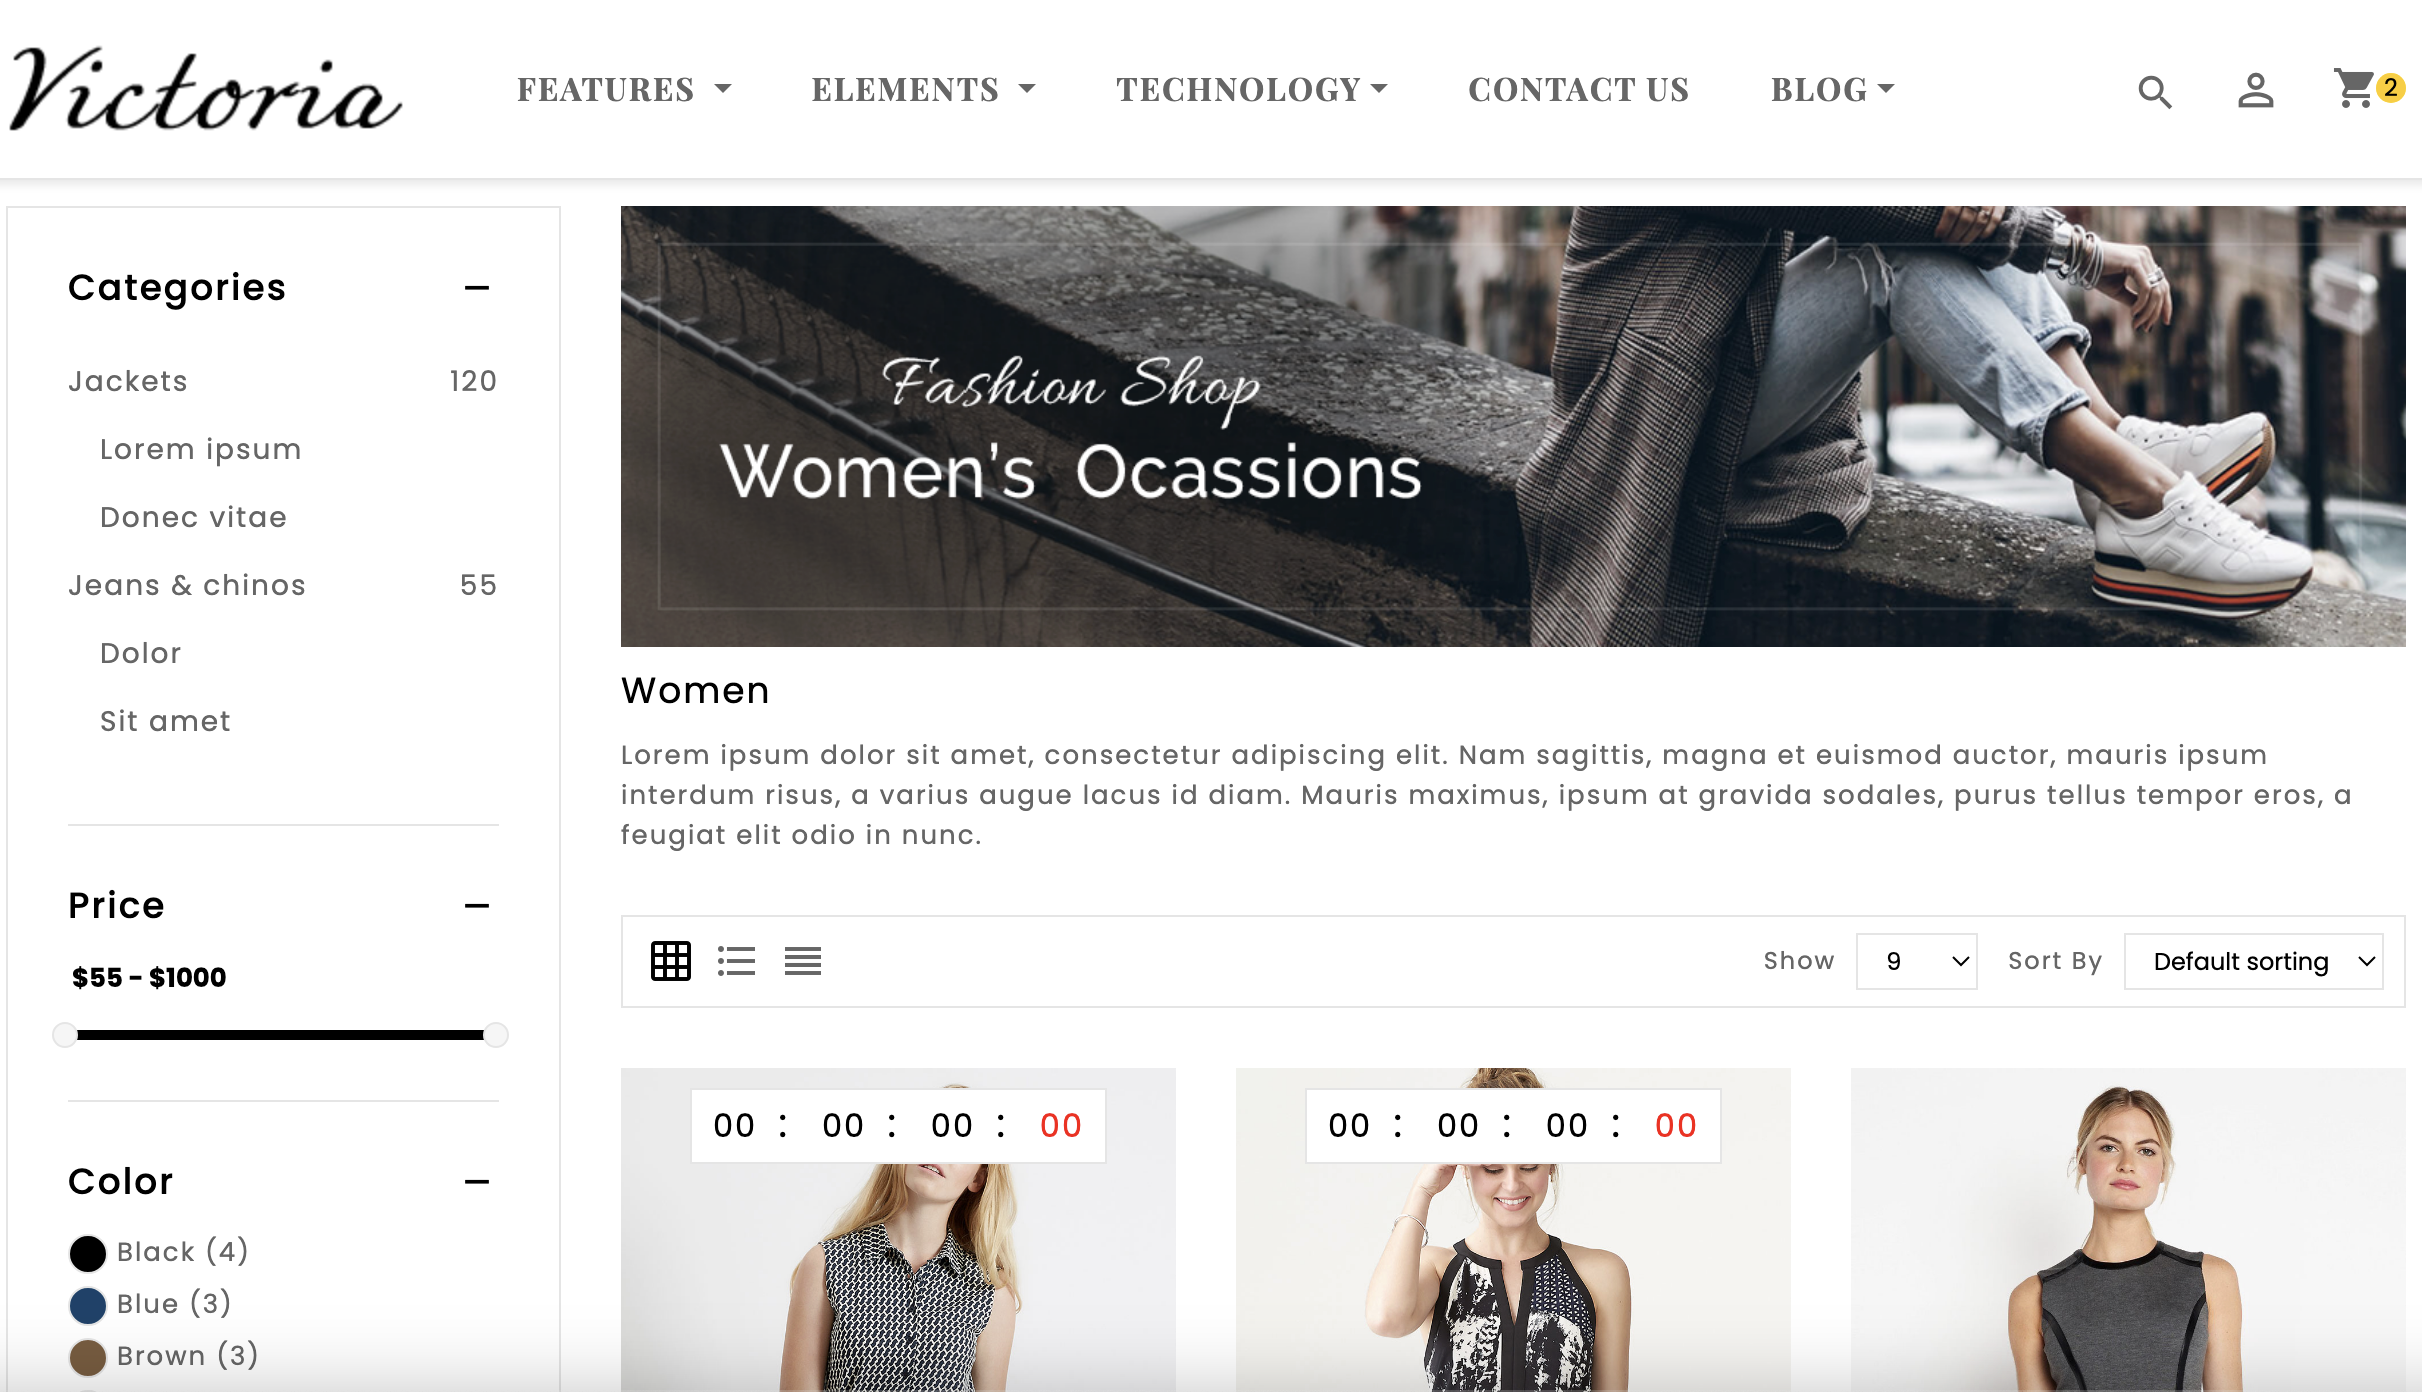 Victoria
FEATURES
ELEMENTS
TECHNOLOGY
CONTACT US
BLOG
2
Categories
Jackets 120
Lorem ipsum
Donec vitae
Jeans & chinos 55
Dolor
Sit amet
Price
$55 - $1000
Color
Black (4)
Blue (3)
Brown (3)
Fashion Shop
Women's Ocassions
Women
Lorem ipsum dolor sit amet, consectetur adipiscing elit. Nam sagittis, magna et euismod auctor, mauris ipsum
interdum risus, a varius augue lacus id diam. Mauris maximus, ipsum at gravida sodales, purus tellus tempor eros, a
feugiat elit odio in nunc.
Show 9 Sort By Default sorting
00 : 00 : 00 : 00
00 : 00 : 00 : 00